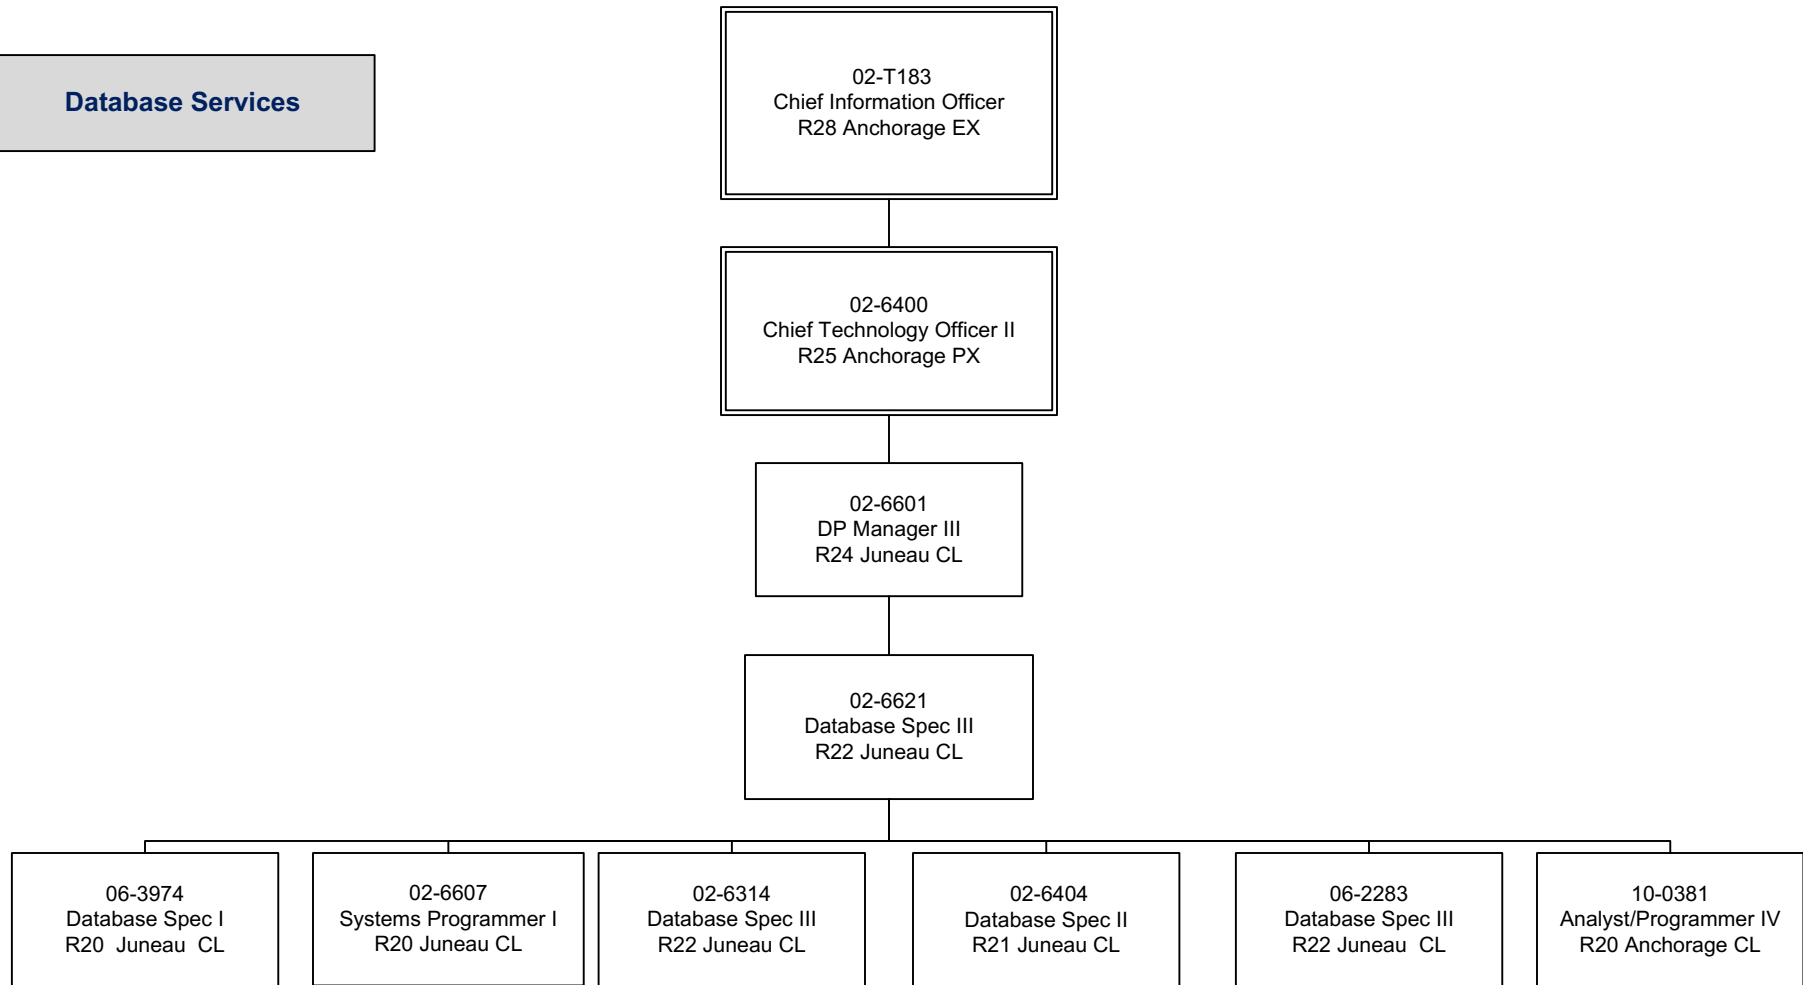 Database Services
02-T183
Chief Information Officer
R28 Anchorage EX
02-6400
Chief Technology Officer II
R25 Anchorage PX
02-6601
DP Manager III
R24 Juneau CL
02-6621
Database Spec III
R22 Juneau CL
06-3974
Database Spec I
R20  Juneau  CL
02-6607
Systems Programmer I
R20 Juneau CL
02-6314
Database Spec III
R22 Juneau CL
02-6404
Database Spec II
R21 Juneau CL
06-2283
Database Spec III
R22 Juneau  CL
10-0381
Analyst/Programmer IV
R20 Anchorage CL